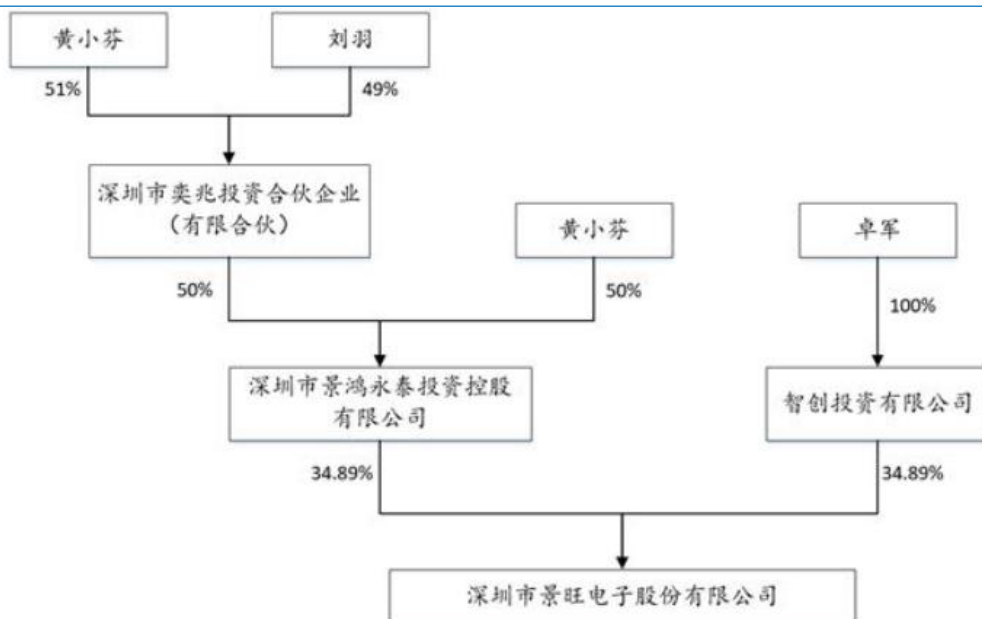 黄小芬
刘羽
51%
49%
深圳市奕兆投资合伙企业
（有限合伙）
黄小芬
卓军
50%
50%
100%
深圳市景鸿永泰投资控股
有限公司
智创投资有限公司
34.89%
34.89%
深圳市景旺电子股份有限公司